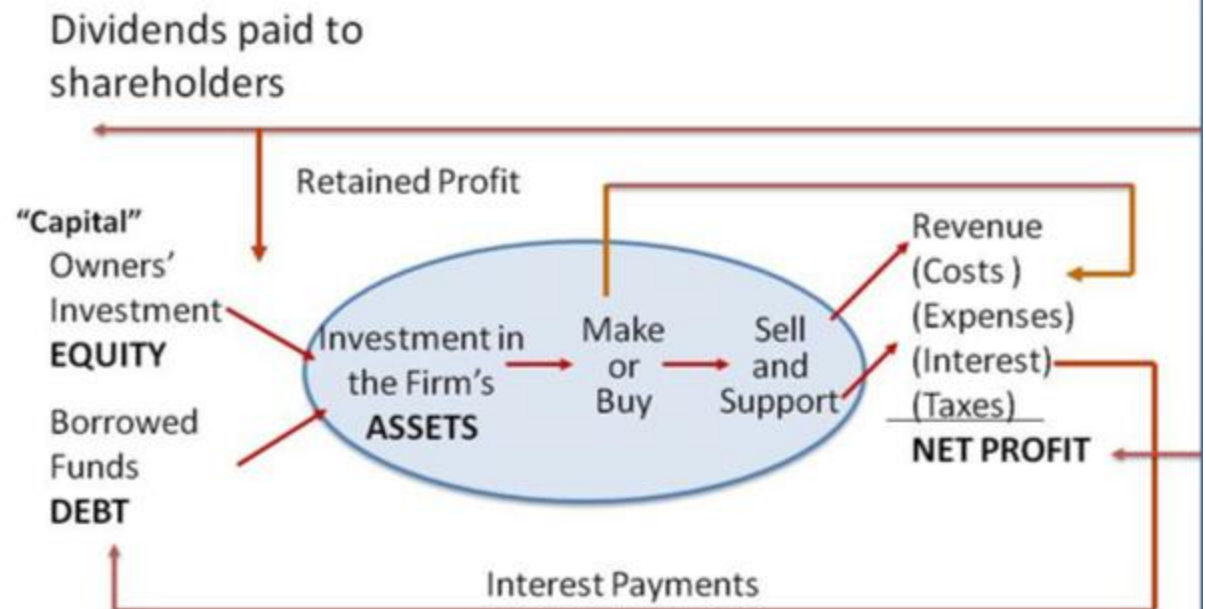 Dividends paid to
shareholders
Retained Profit
“Capital”
Owners’
Investment
EQUITY
Borrowed
Funds
DEBT
Investment in
the Firm’s
ASSETS
Make
or
Buy
Sell
and
Support
Revenue
(Costs )
(Expenses)
(Interest)
(Taxes)
NET PROFIT
Interest Payments